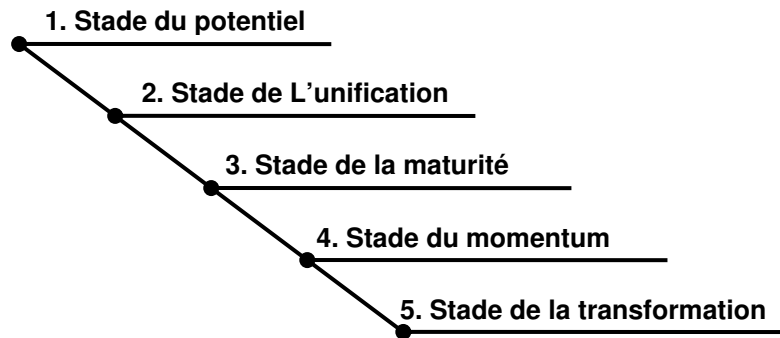 1. Stade du potentiel
2. Stade de L'unification
3. Stade de la maturité
4. Stade du momentum
5. Stade de la transformation